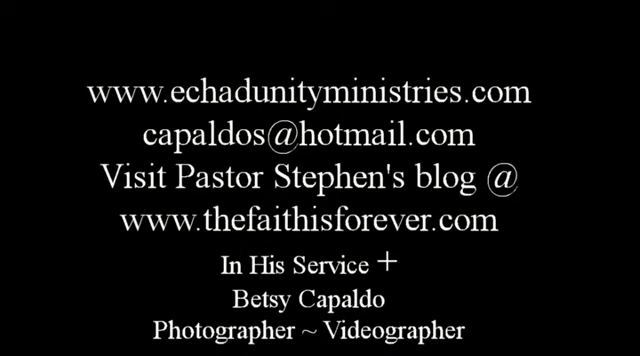 www.echadunityministries.com
capaldos@hotmail.com
Visit Pastor Stephen's blog @
www.thefaithisforever.com
In His Service +
Betsy Capaldo
Photographer ~ Videographer